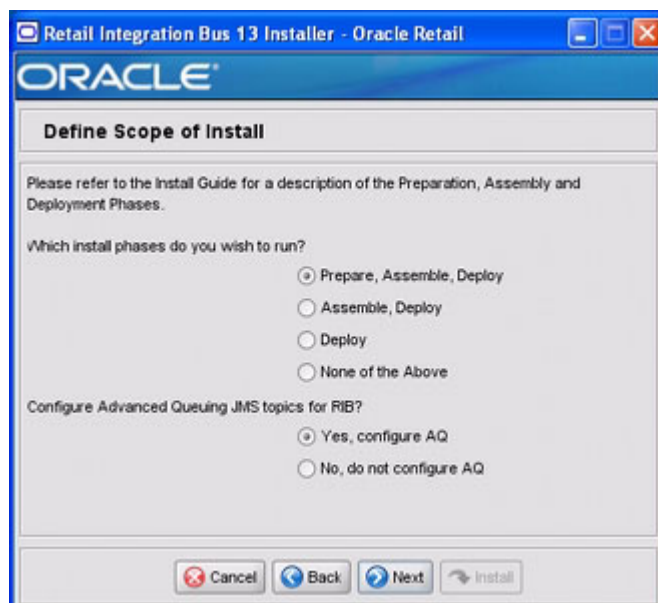 Retail Integration Bus 13 Installer - Oracle Retail
ORACLE
Define Scope of Install
Please refer to the Install Guide for a description of the Preparation, Assembly and
Deployment Phases.
Which install phases do you wish to run?
Prepare, Assemble, Deploy
Assemble, Deploy
Deploy
None of the Above
Configure Advanced Queuing JMS topics for RIB?
Yes, configure AQ
No, do not configure AQ
Cancel Back Next Install